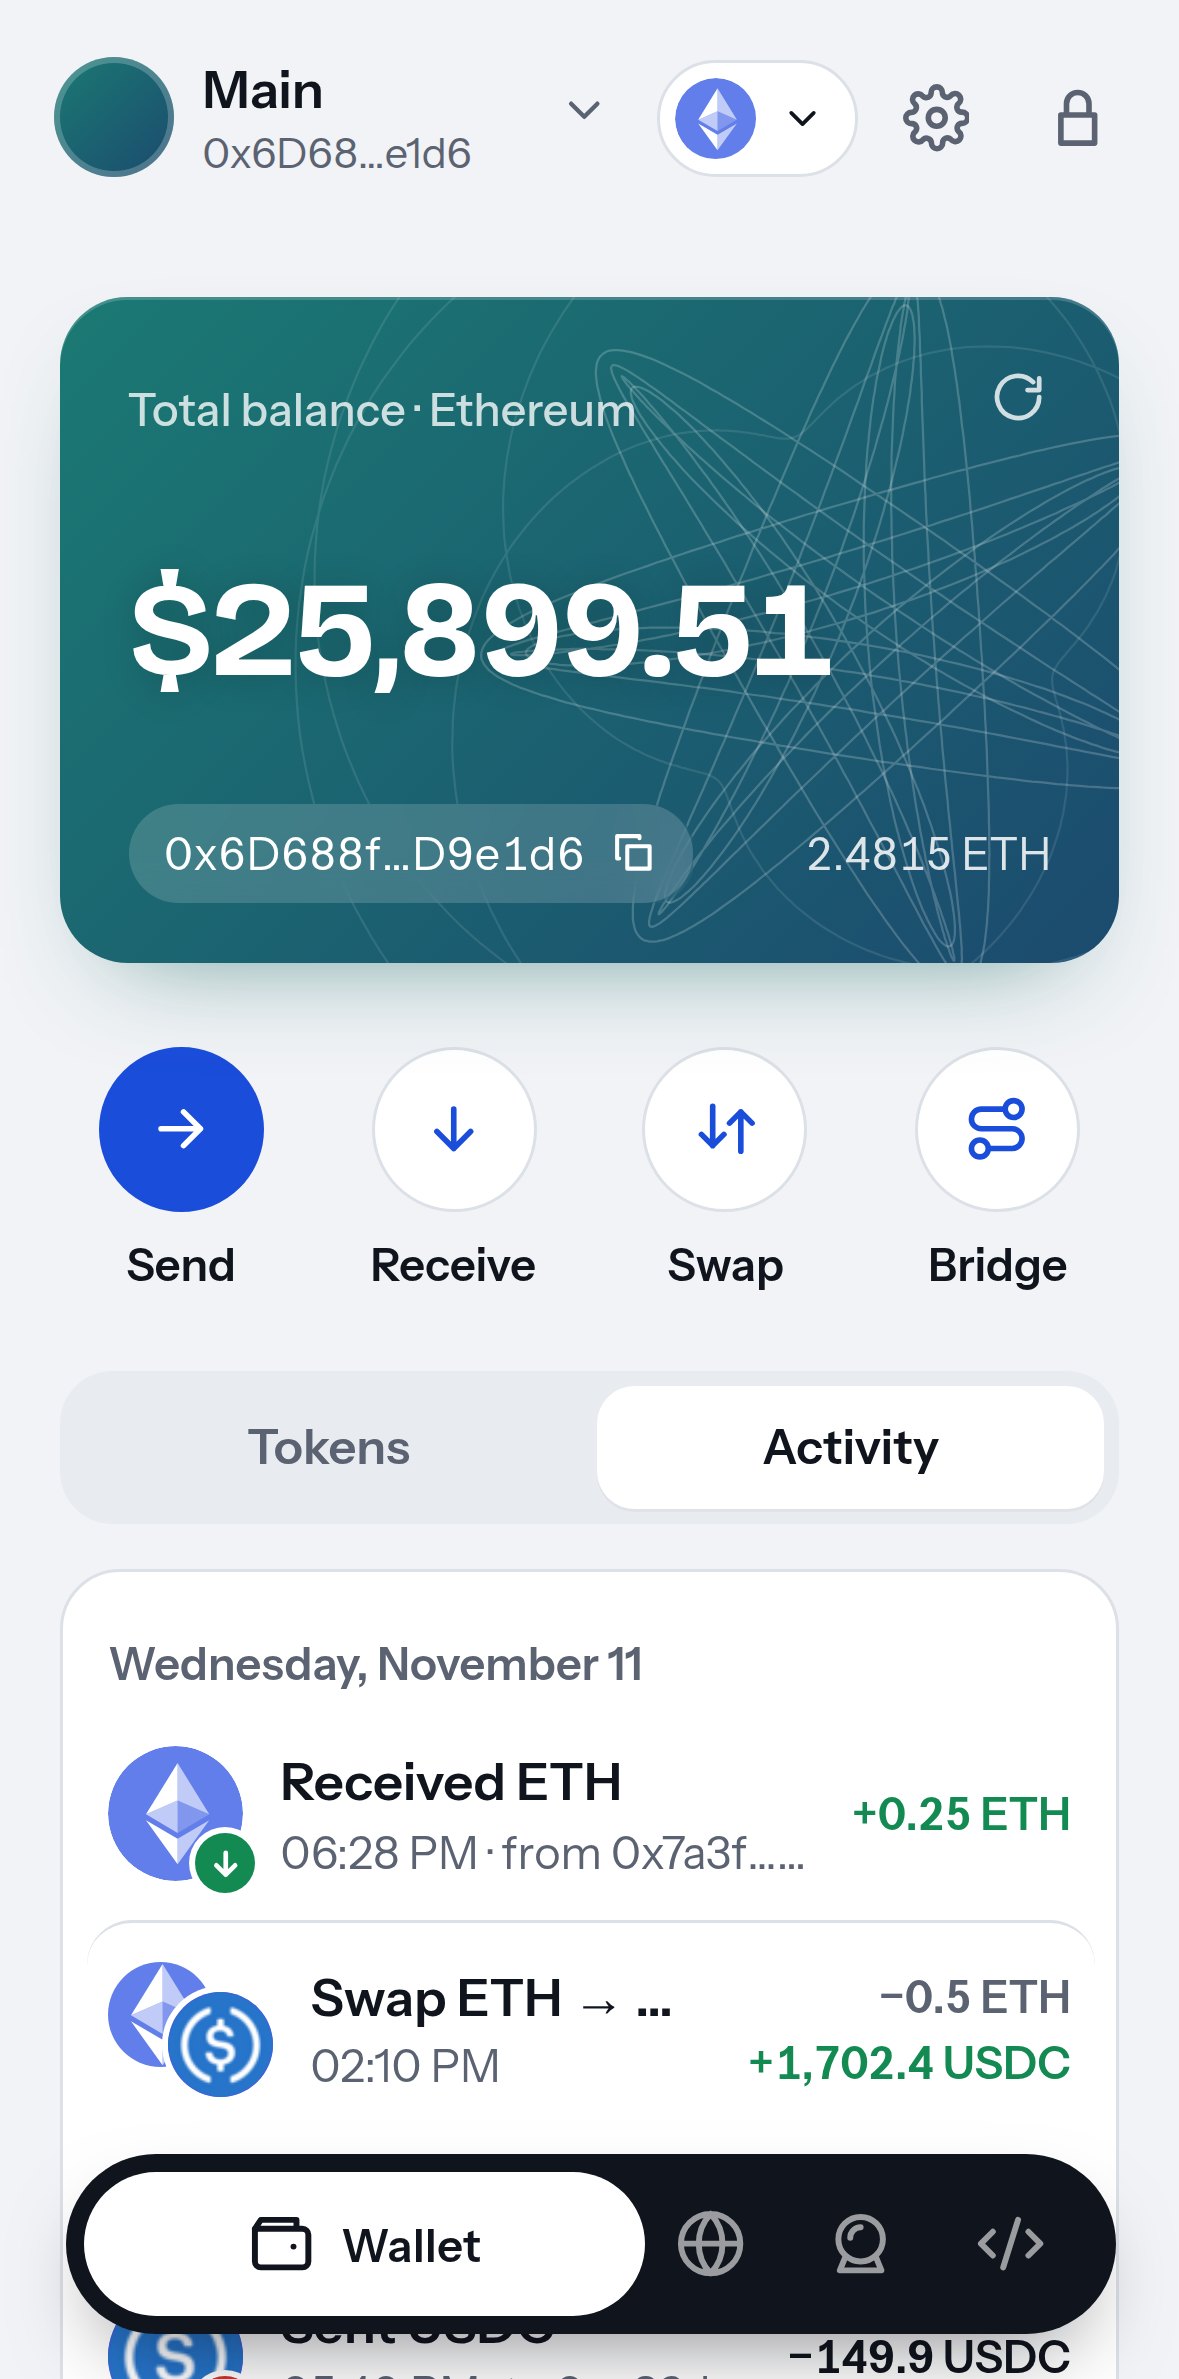 Main
0x6D68...e1d6
Total balance · Ethereum
$25,899.51
0x6D688f...D9e1d6
2.4815 ETH
Send
Receive
Swap
Bridge
Tokens
Activity
Wednesday, November 11
Received ETH
06:28 PM · from 0x7a3f......
+0.25 ETH
Swap ETH → ...
02:10 PM
−0.5 ETH
+1,702.4 USDC
Wallet
Sent USDC
−149.9 USDC